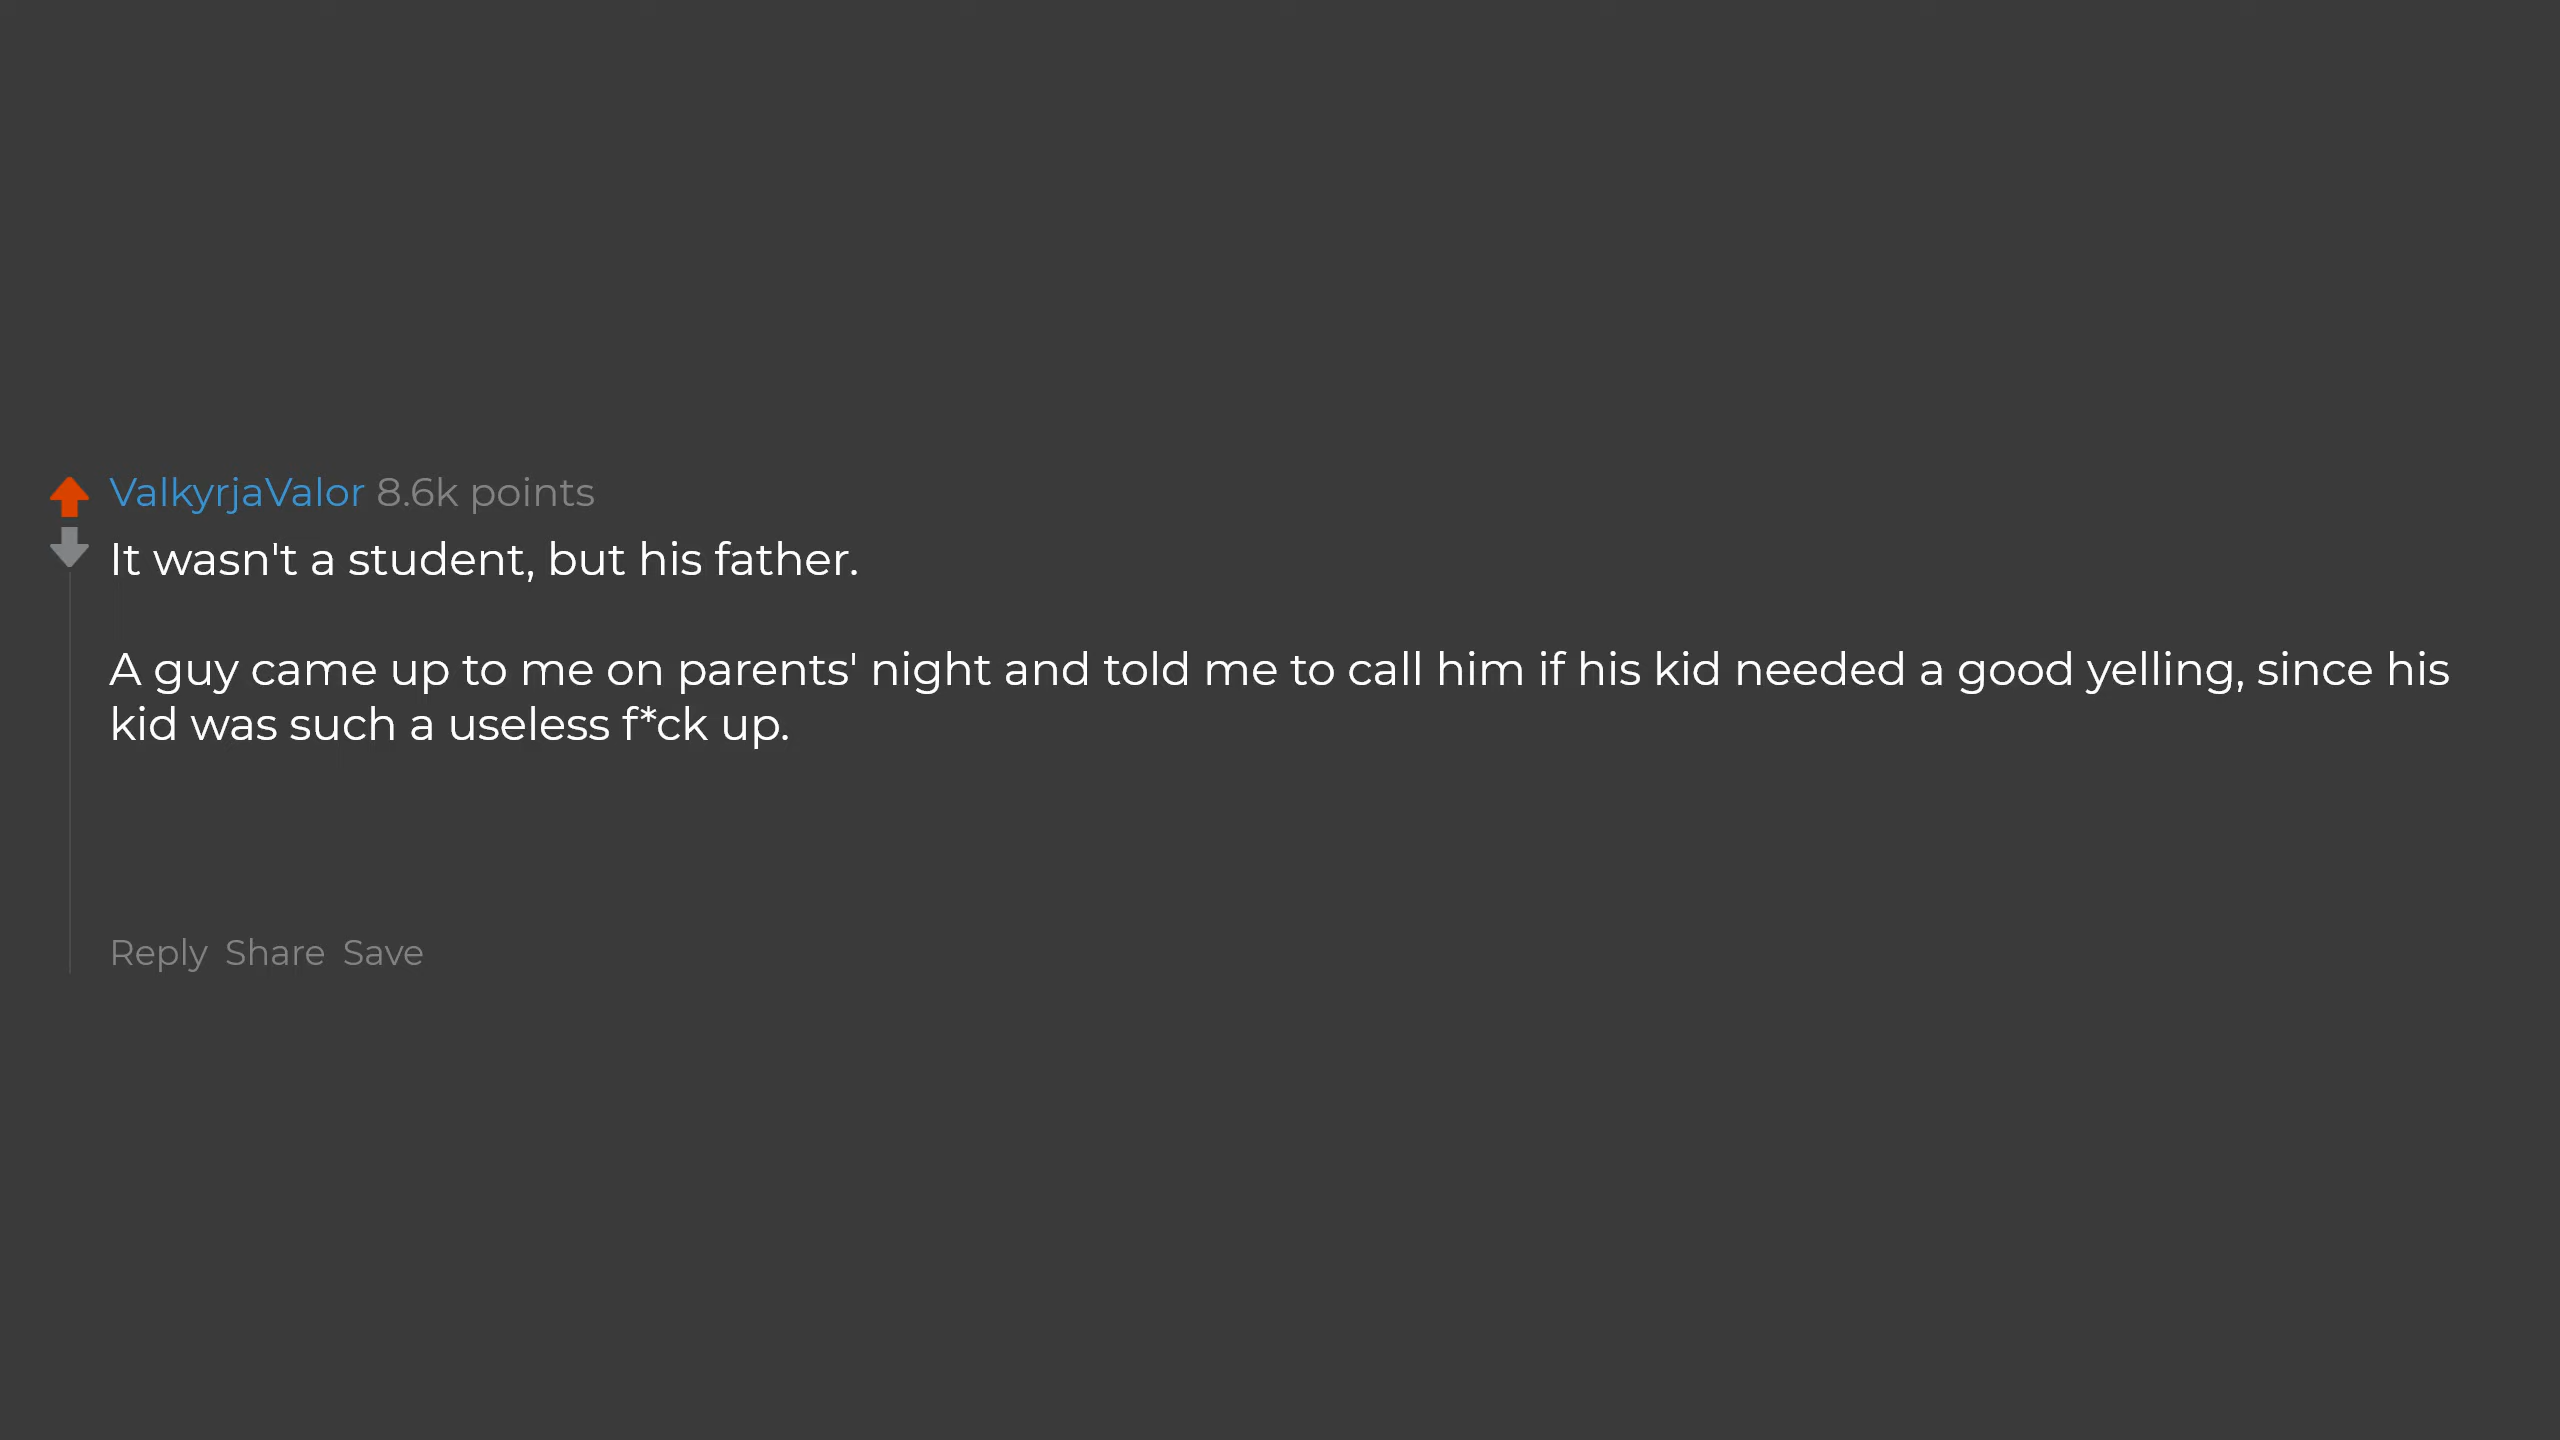 ValkyrjaValor 8.6k points
It wasn't a student, but his father.
A guy came up to me on parents' night and told me to call him if his kid needed a good yelling, since his
kid was such a useless f*ck up.
Reply Share Save